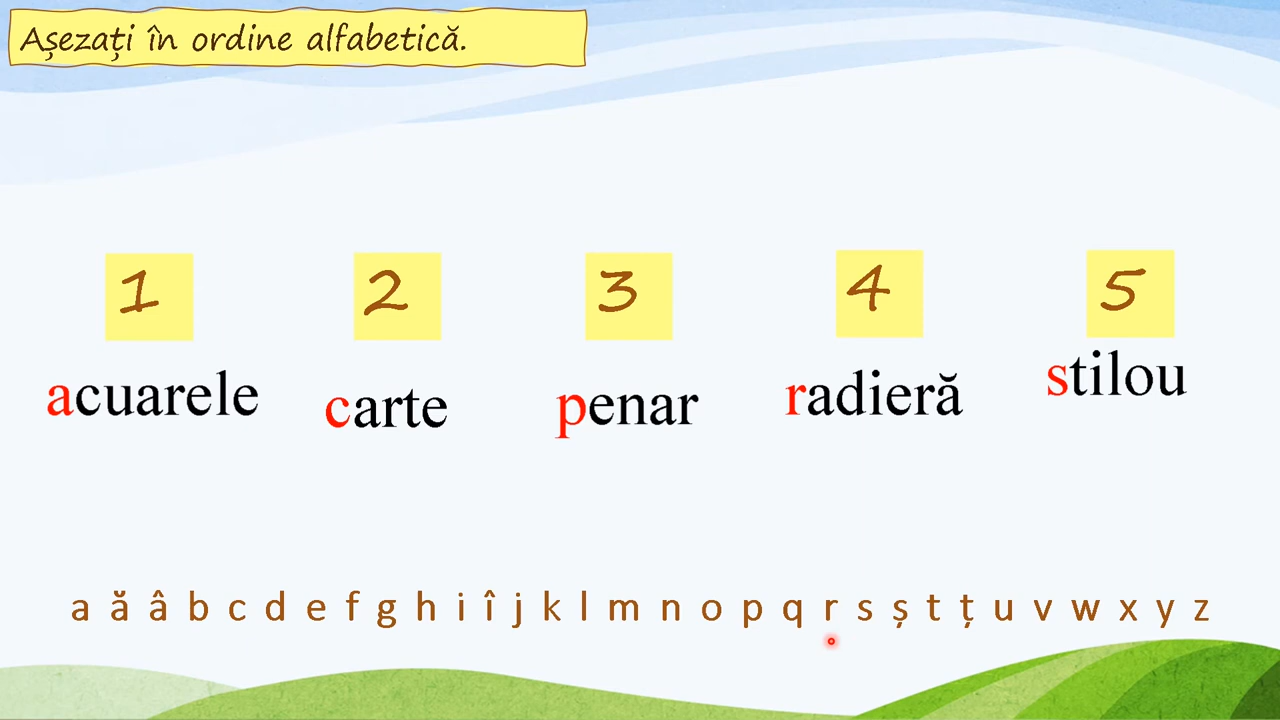 Așezați în ordine alfabetică.
1 2 3 4 5
acuarele carte penar radieră stilou
a ă â b c d e f g h i î j k l m n o p q r s ș t ț u v w x y z